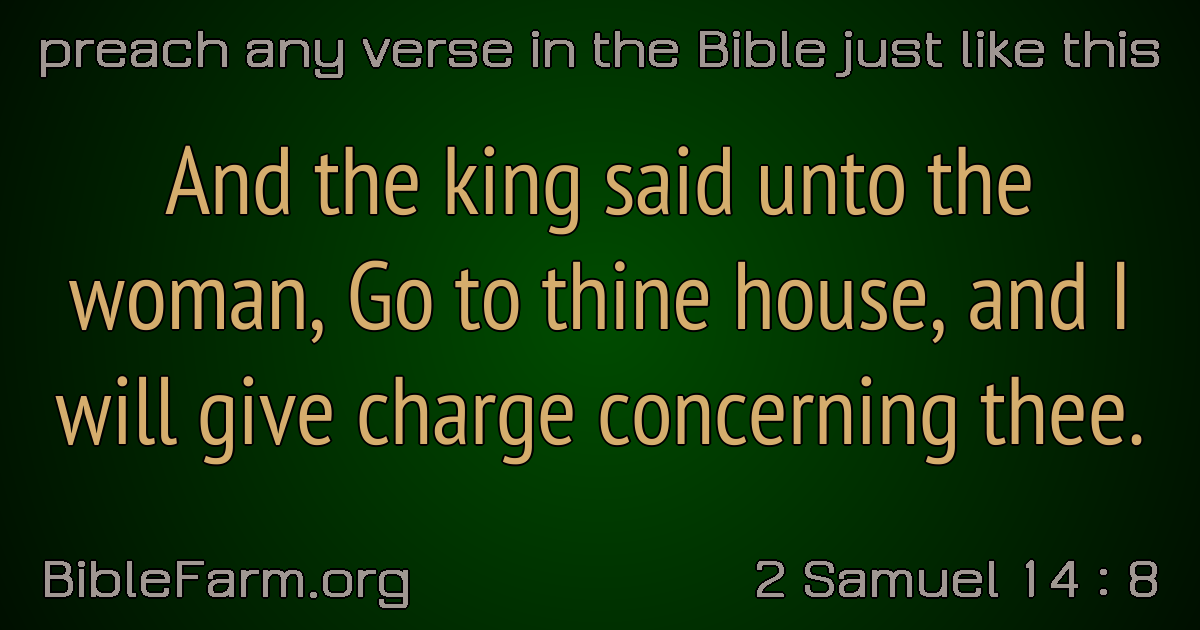 preach any verse in the Bible just like this
And the king said unto the
woman, Go to thine house, and I
will give charge concerning thee.
BibleFarm.org
2 Samuel 14 : 8